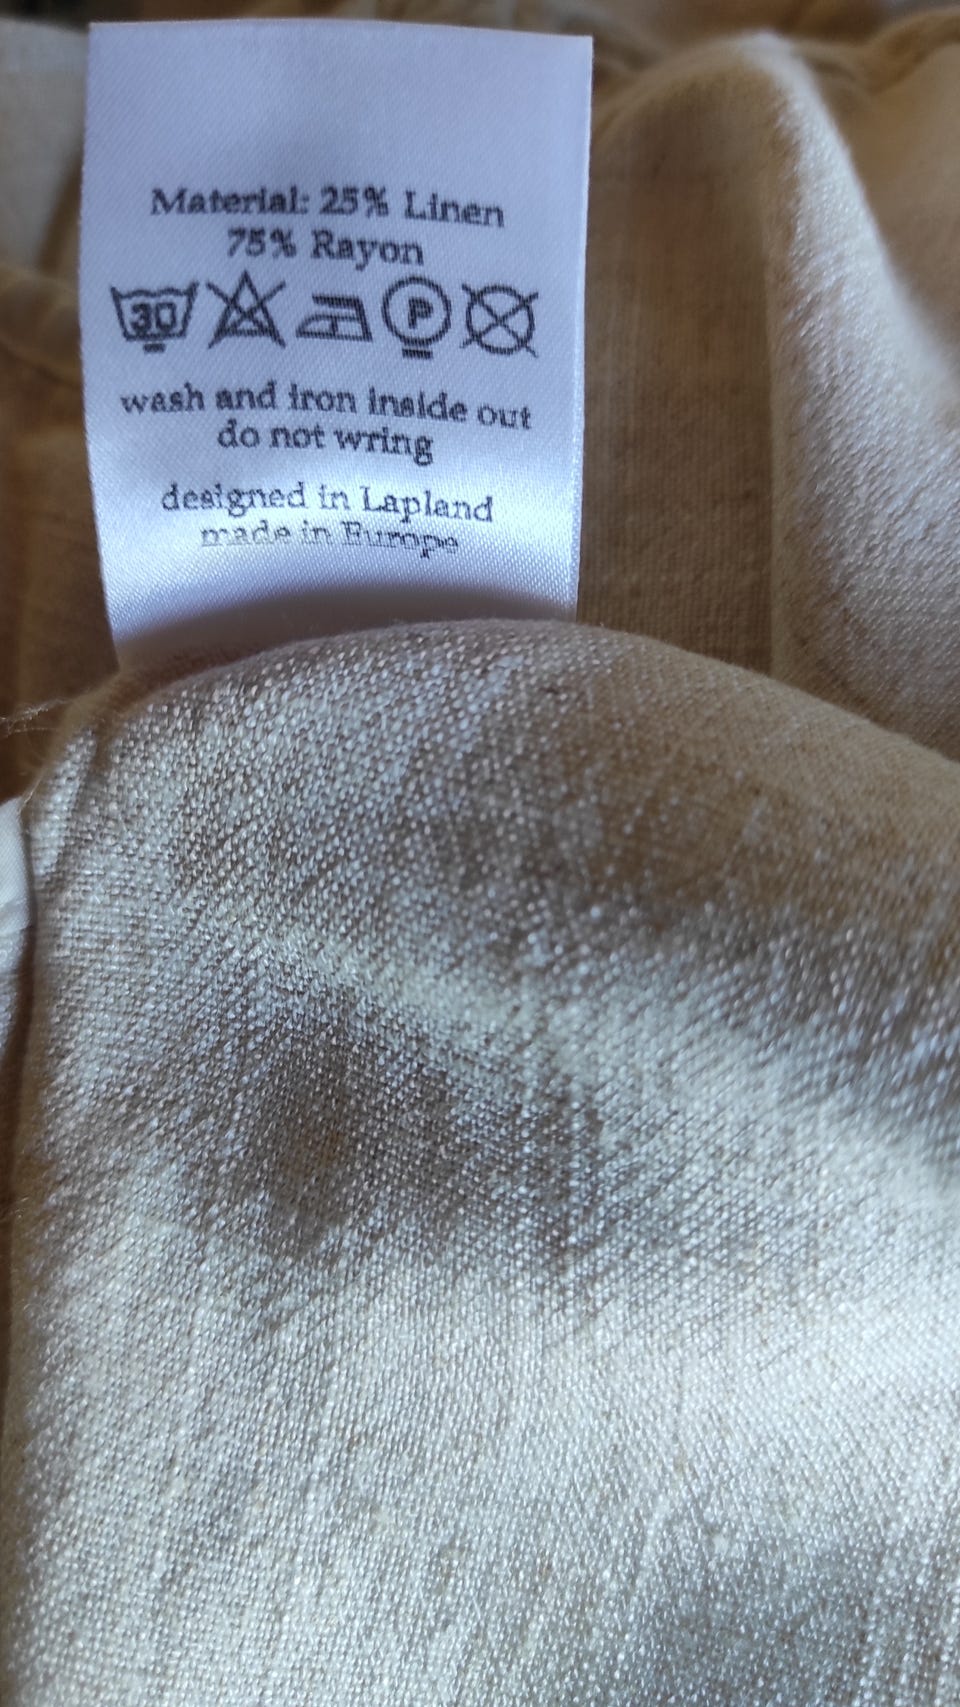 Material: 25% Linen
75% Rayon
30 P
wash and iron inside out
do not wring
designed in Lapland
made in Europe